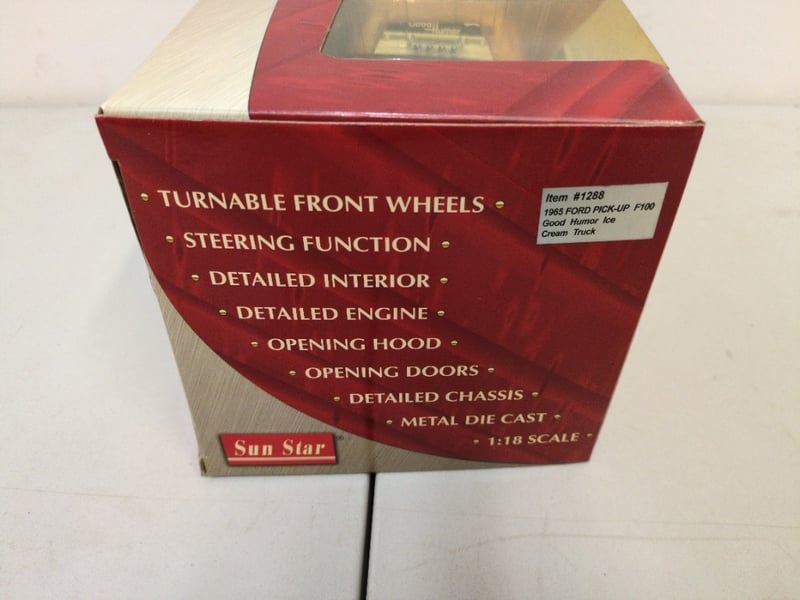 • TURNABLE FRONT WHEELS •
• STEERING FUNCTION •
• DETAILED INTERIOR •
• DETAILED ENGINE •
• OPENING HOOD •
• OPENING DOORS •
• DETAILED CHASSIS •
• METAL DIE CAST •
• 1:18 SCALE •
Item #1288
1965 FORD PICK-UP F100
Good Humor Ice
Cream Truck
Sun Star